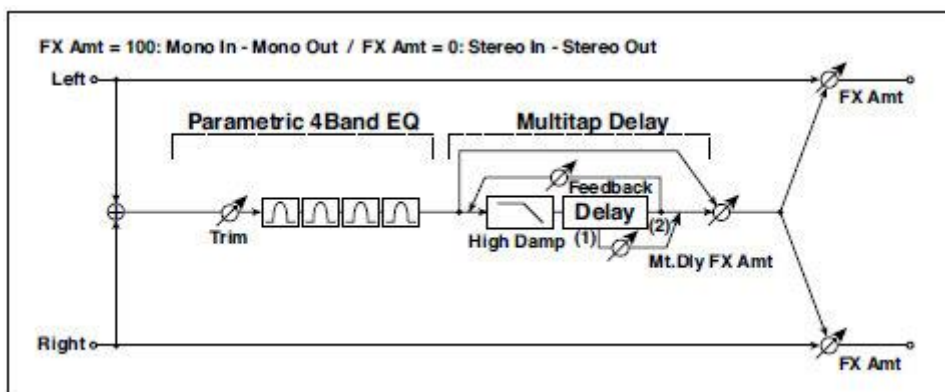 FX Amt = 100: Mono In - Mono Out / FX Amt = 0: Stereo In - Stereo Out
Left
FX Amt
Parametric 4Band EQ
Multitap Delay
Feedback
Trim
High Damp
Delay
(1)
(2)
Mt.Dly FX Amt
Right
FX Amt